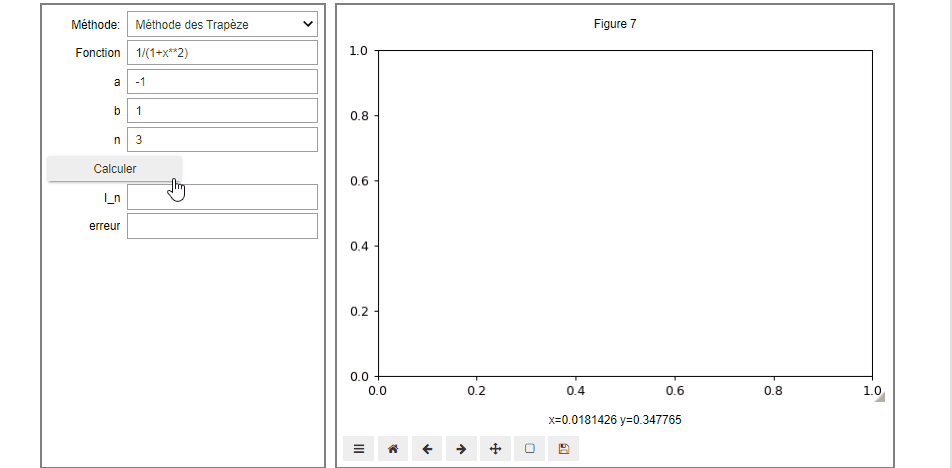 Méthode: Méthode des Trapèze
Fonction 1/(1+x**2)
a -1
b 1
n 3
Calculer
I_n
erreur
Figure 7
1.0
0.8
0.6
0.4
0.2
0.0
0.0 0.2 0.4 0.6 0.8 1.0
x=0.0181426 y=0.347765